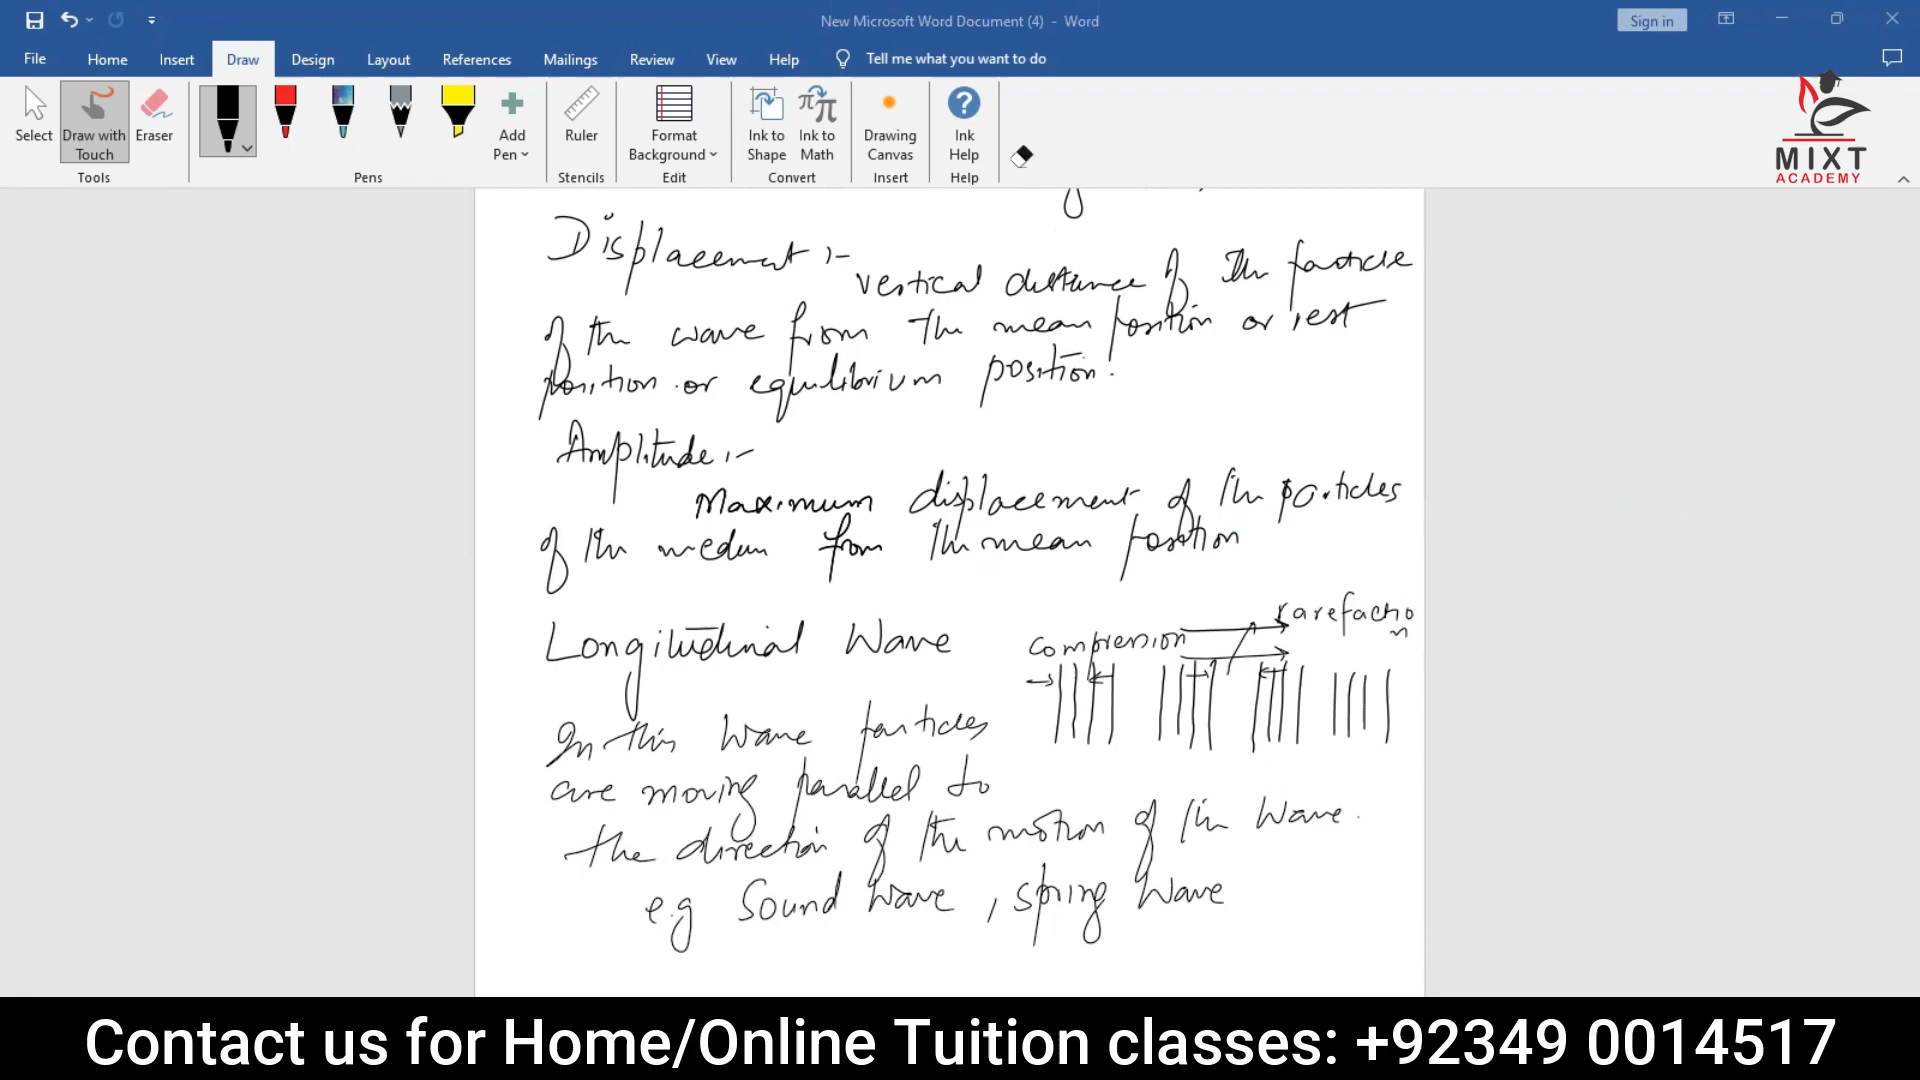 New Microsoft Word Document (4) - Word
Sign in
File Home Insert Draw Design Layout References Mailings Review View Help Tell me what you want to do
Select
Draw with Touch
Eraser
Add Pen
Ruler
Format Background
Ink to Shape
Ink to Math
Drawing Canvas
Ink Help
Tools Pens Stencils Edit Convert Insert Help
MIXT
ACADEMY
Displacement :-
vertical distance of the particle
of the wave from the mean position or rest
position or equilibrium position.
Amplitude :-
Maximum displacement of the particles
of the from the mean position
Longitudinal Wave
compression
rarefaction
In this wave particles
are moving parallel to
the direction of the motion of the wave.
e.g Sound wave, spring wave
Contact us for Home/Online Tuition classes: +92349 0014517